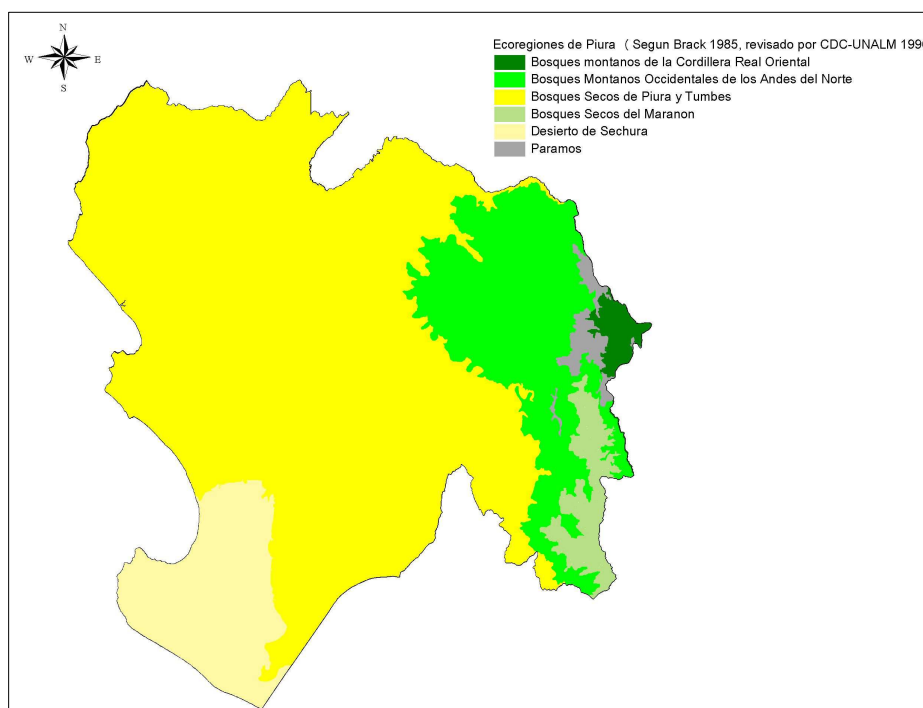 N
W E
S
Ecoregiones de Piura ( Segun Brack 1985, revisado por CDC-UNALM 1996
Bosques montanos de la Cordillera Real Oriental
Bosques Montanos Occidentales de los Andes del Norte
Bosques Secos de Piura y Tumbes
Bosques Secos del Maranon
Desierto de Sechura
Paramos